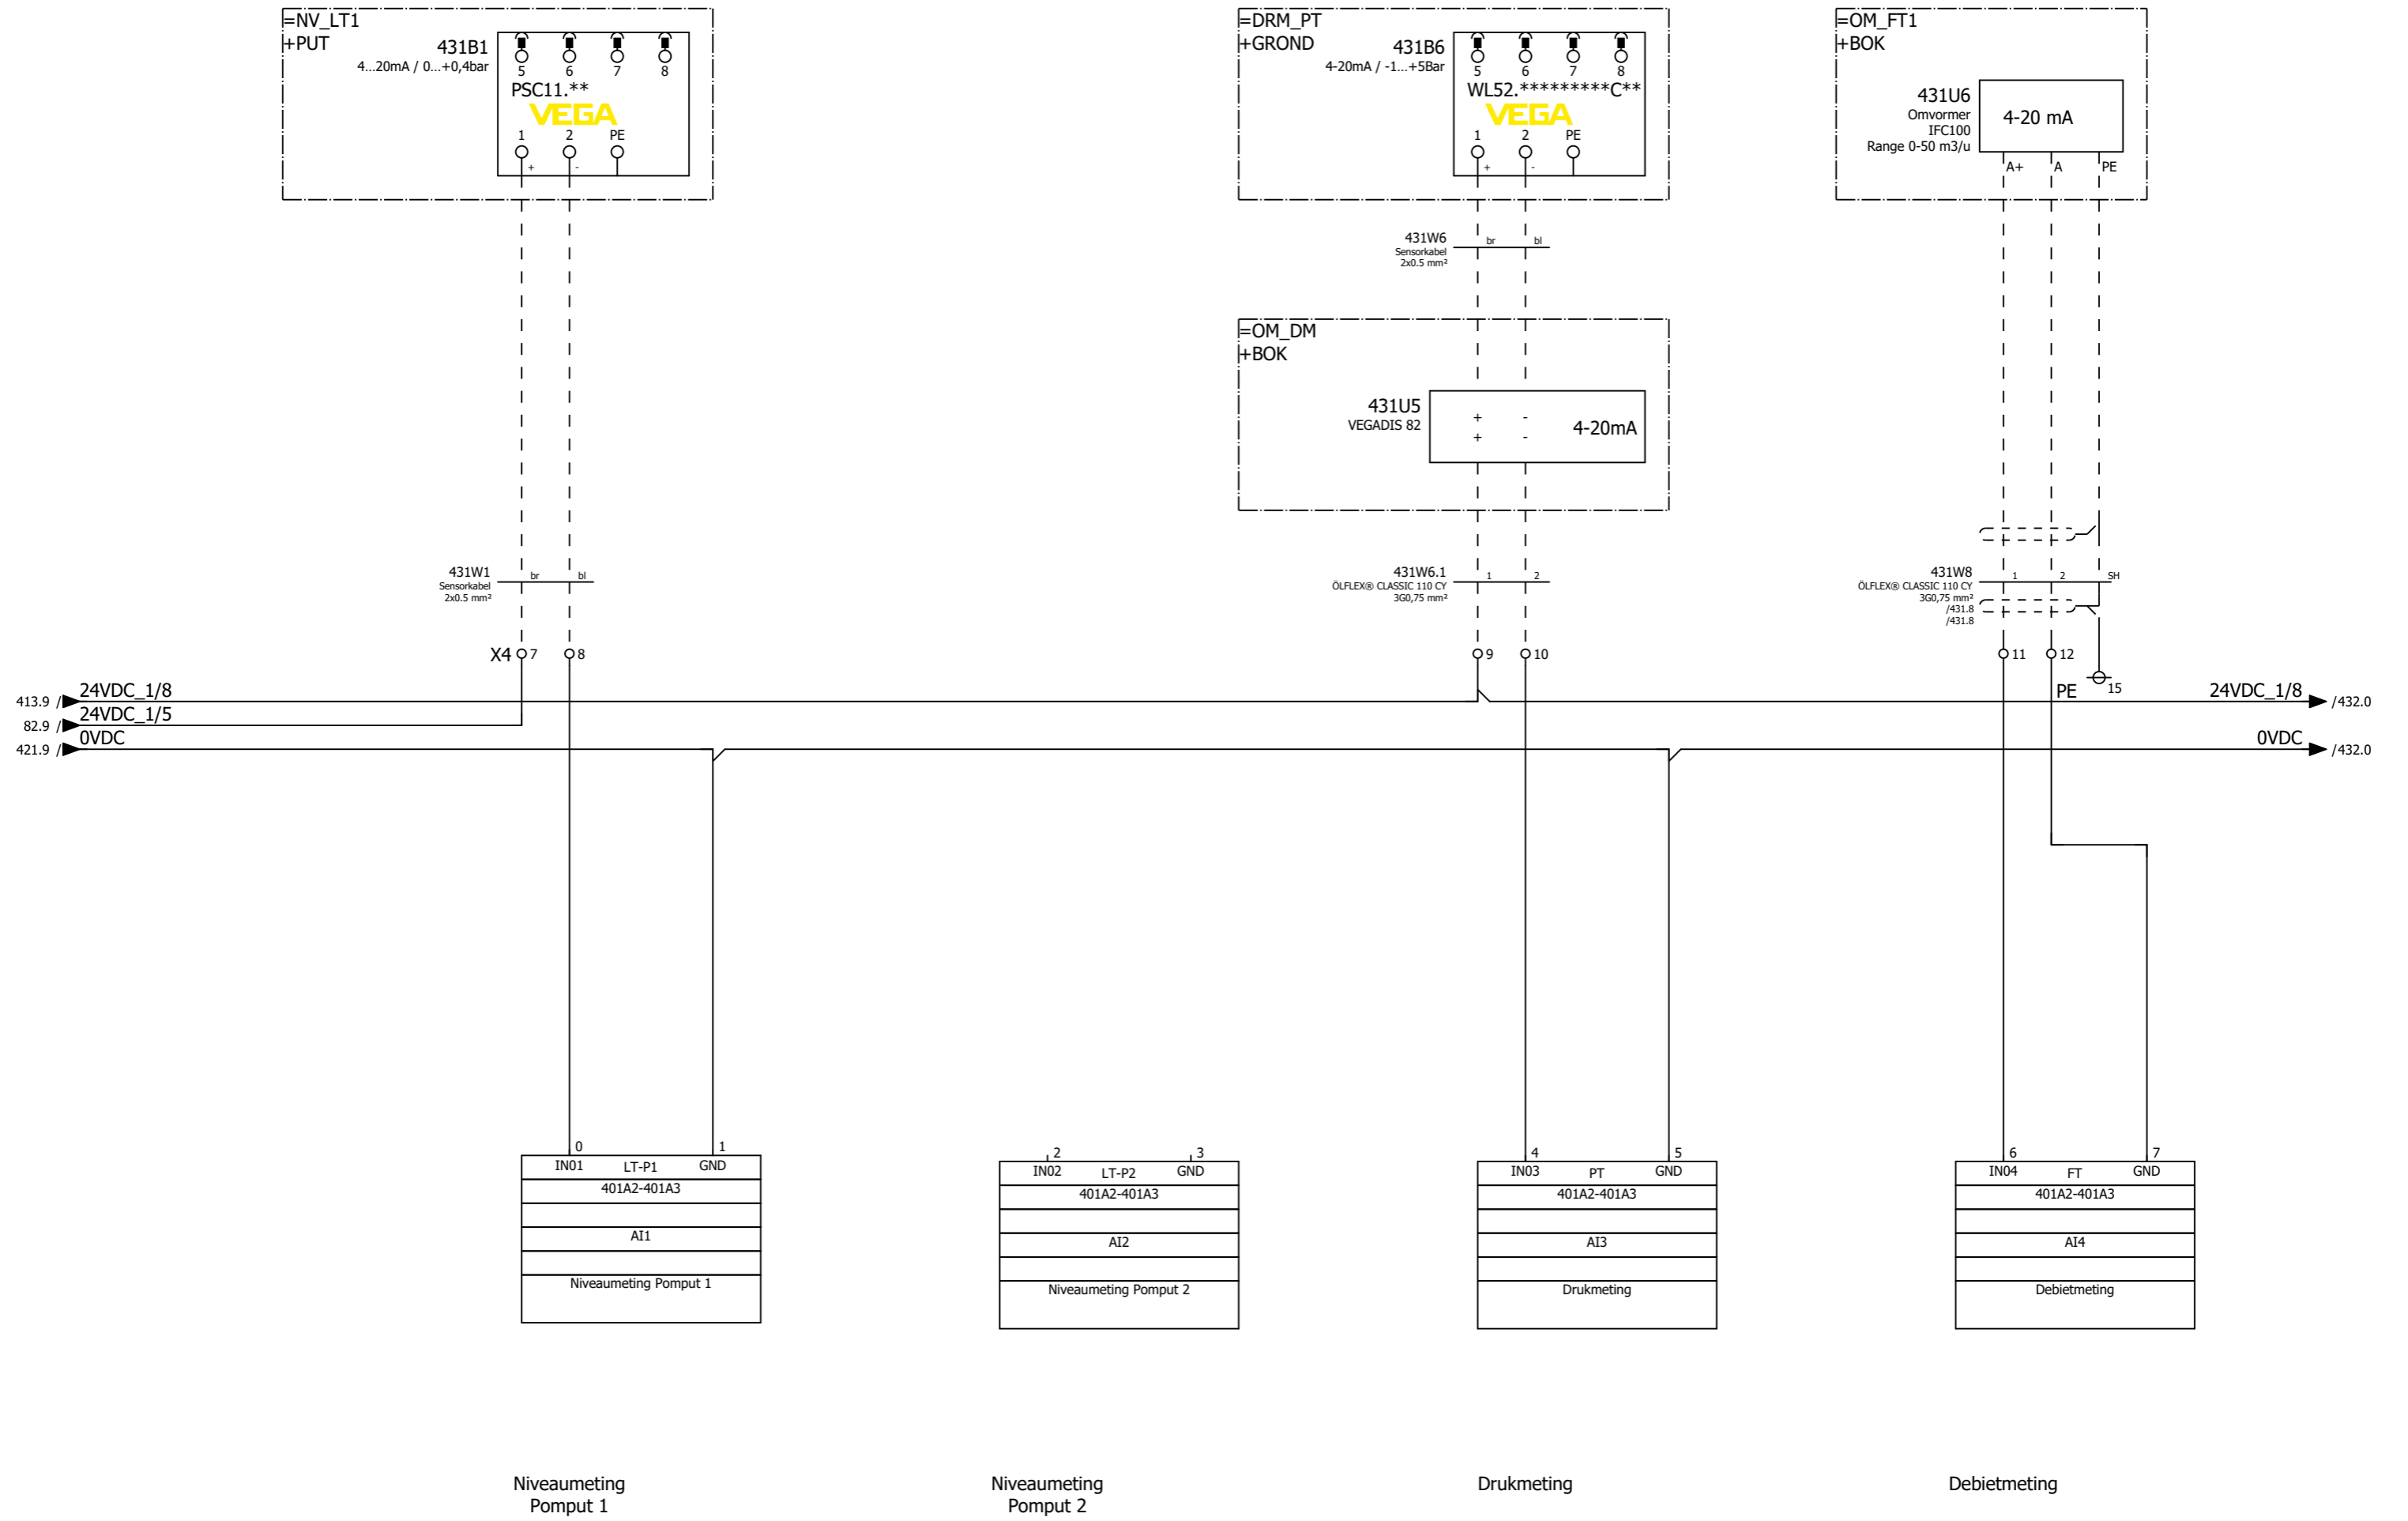 =NV_LT1
+PUT
431B1
4...20mA / 0...+0,4bar
5 6 7 8
PSC11.**
VEGA
1 2 PE
+ -
=DRM_PT
+GROND
431B6
4-20mA / -1...+5Bar
5 6 7 8
WL52.*********C**
VEGA
1 2 PE
+ -
=OM_FT1
+BOK
431U6
Omvormer
IFC100
Range 0-50 m3/u
4-20 mA
A+ A PE
431W6
Sensorkabel
2x0.5 mm²
br bl
=OM_DM
+BOK
431U5
VEGADIS 82
+ -
+ -
4-20mA
431W1
Sensorkabel
2x0.5 mm²
br bl
431W6.1
ÖLFLEX® CLASSIC 110 CY
3G0,75 mm²
1 2
431W8
ÖLFLEX® CLASSIC 110 CY
3G0,75 mm²
/431.8
/431.8
1 2 SH
X4 7 8 9 10 11 12
PE 15
413.9 / 24VDC_1/8 24VDC_1/8 /432.0
82.9 / 24VDC_1/5
421.9 / 0VDC 0VDC /432.0
0 1
IN01 LT-P1 GND
401A2-401A3
AI1
Niveaumeting Pomput 1
2 3
IN02 LT-P2 GND
401A2-401A3
AI2
Niveaumeting Pomput 2
4 5
IN03 PT GND
401A2-401A3
AI3
Drukmeting
6 7
IN04 FT GND
401A2-401A3
AI4
Debietmeting
Niveaumeting
Pomput 1
Niveaumeting
Pomput 2
Drukmeting
Debietmeting